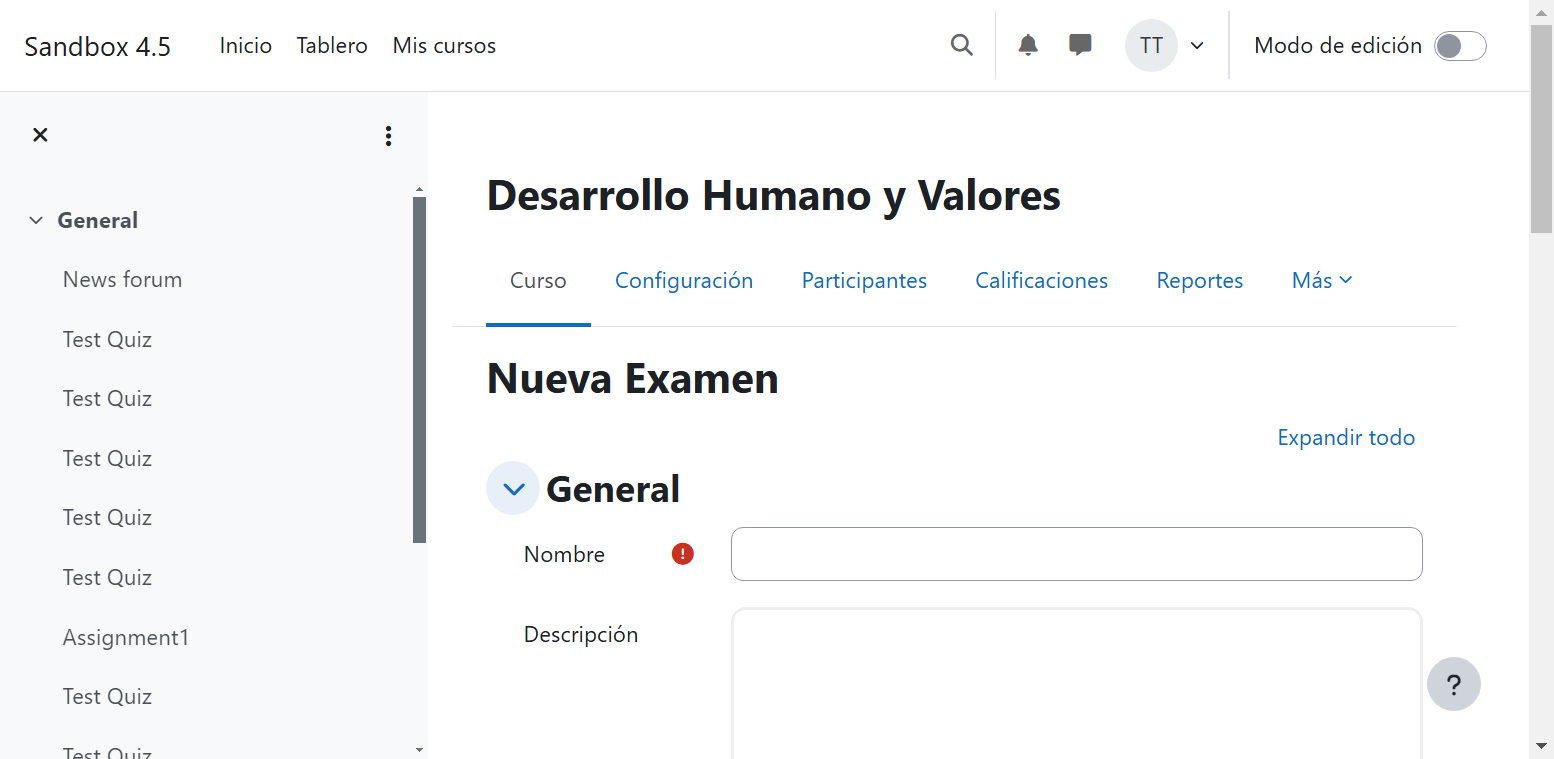 Sandbox 4.5 Inicio Tablero Mis cursos TT Modo de edición
General
News forum
Test Quiz
Test Quiz
Test Quiz
Test Quiz
Test Quiz
Assignment1
Test Quiz
Test Quiz
Desarrollo Humano y Valores
Curso Configuración Participantes Calificaciones Reportes Más
Nueva Examen
Expandir todo
General
Nombre
Descripción
?